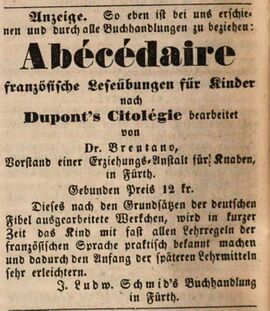 Anzeige. So eben ist bei uns erschie-
nen und durch alle Buchhandlungen zu beziehen:
Abécédaire
französische Leseübungen für Kinder
nach
Dupont's Citolégie bearbeitet
von
Dr. Brentano,
Vorstand einer Erziehungs-Anstalt für Knaben,
in Fürth.
Gebunden Preis 12 kr.
Dieses nach den Grundsätzen der deutschen
Fibel ausgearbeitete Werkchen, wird in kurzer
Zeit das Kind mit fast allen Lehrregeln der
französischen Sprache praktisch bekannt machen
und dadurch den Anfang der späteren Lehrmitteln
sehr erleichtern.
J. Ludw. Schmid's Buchhandlung
in Fürth.